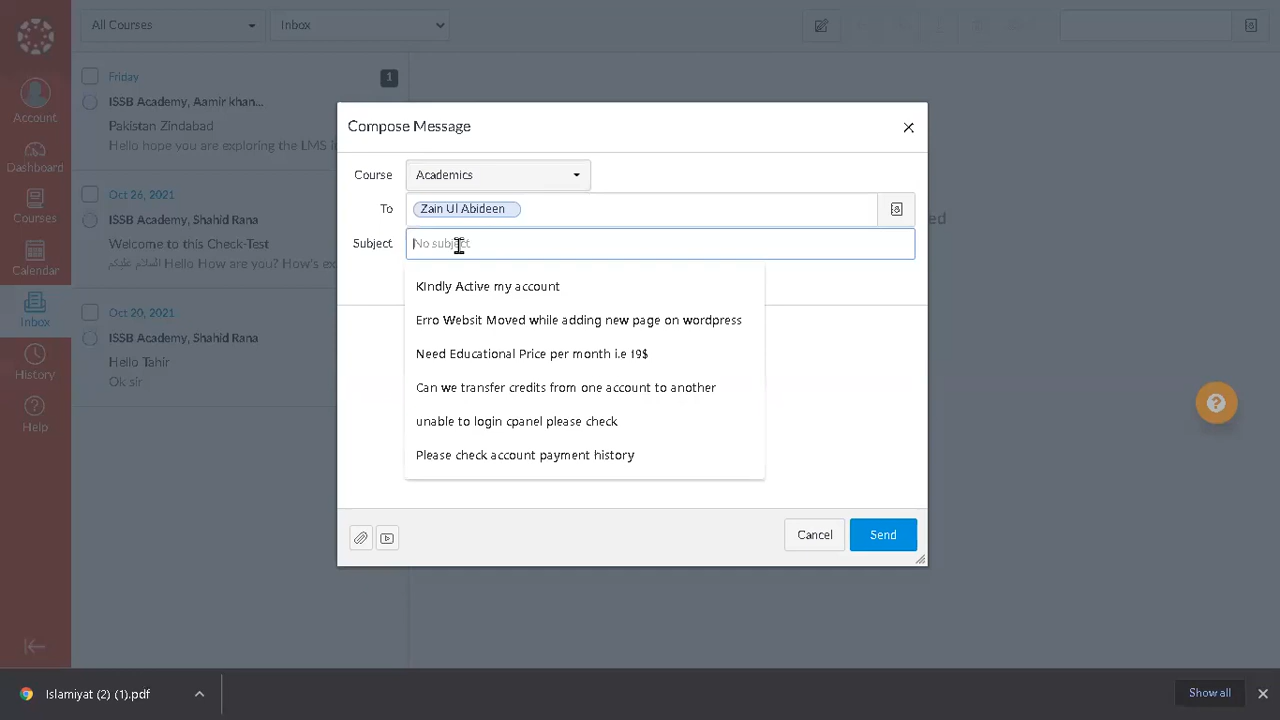 All Courses
Inbox
Account
Dashboard
Courses
Calendar
Inbox
History
Help
Friday
1
ISSB Academy, Aamir khan...
Pakistan Zindabad
Hello hope you are exploring the LMS i
Oct 26, 2021
ISSB Academy, Shahid Rana
Welcome to this Check-Test
السلام عليكم Hello How are you? How's ex
Oct 20, 2021
ISSB Academy, Shahid Rana
Hello Tahir
Ok sir
Compose Message
Course
Academics
To
Zain Ul Abideen
Subject
No subject
KIndly Active my account
Erro Websit Moved while adding new page on wordpress
Need Educational Price per month i.e 19$
Can we transfer credits from one account to another
unable to login cpanel please check
Please check account payment history
Cancel
Send
Islamiyat (2) (1).pdf
Show all